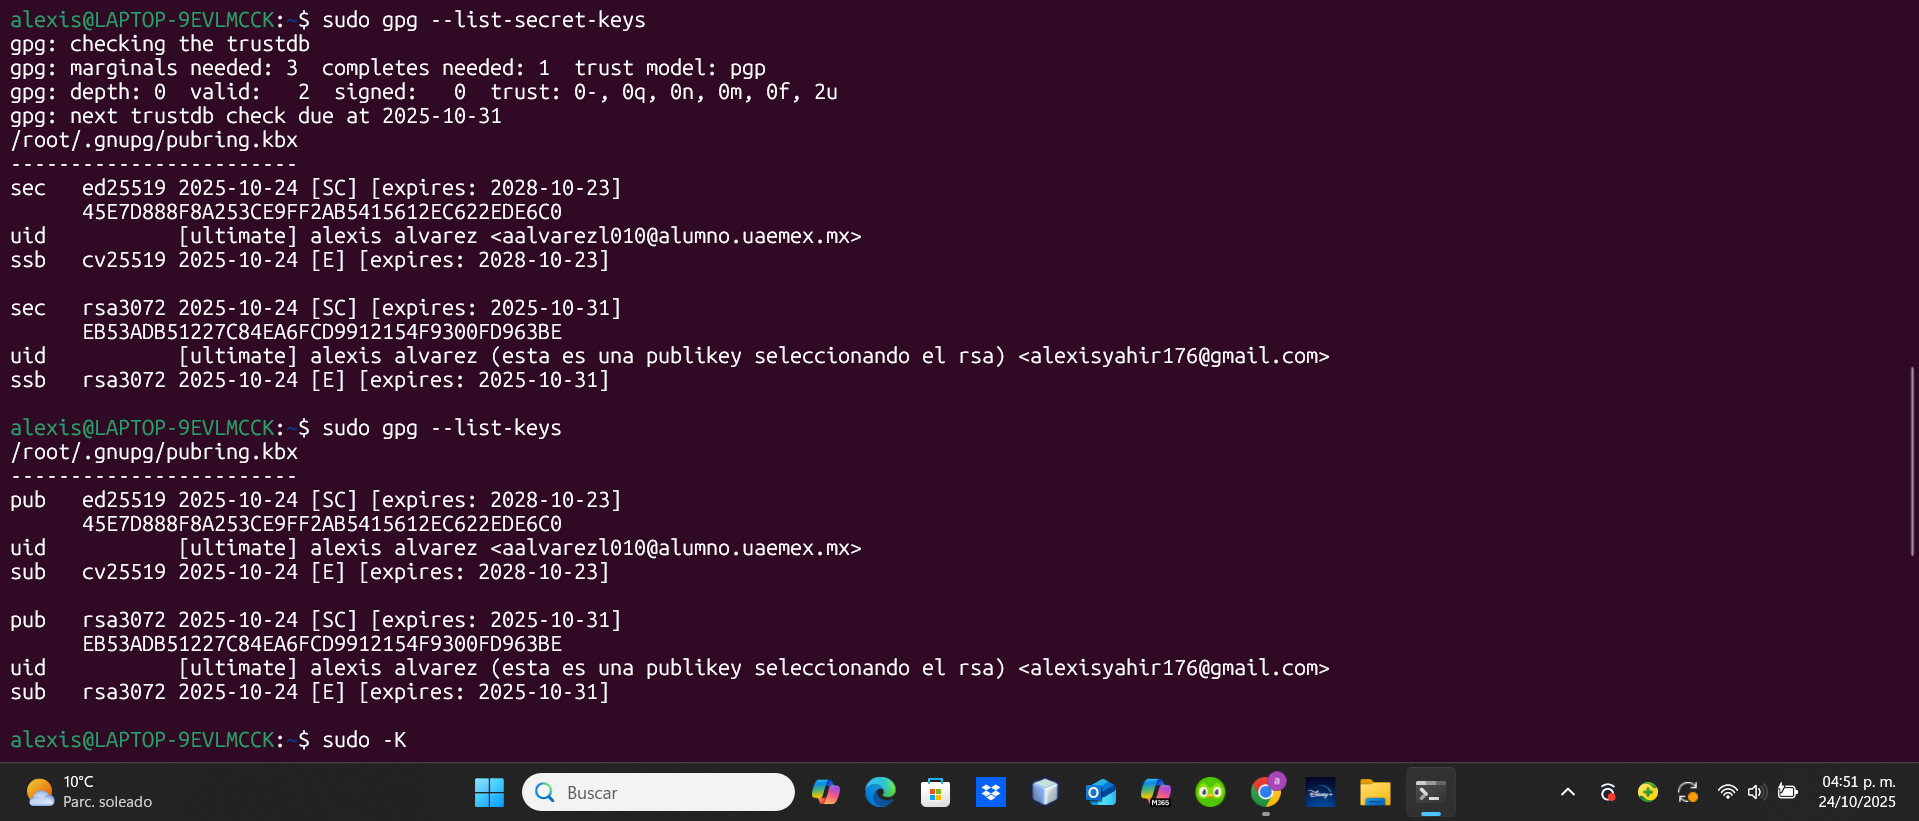 alexis@LAPTOP-9EVLMCCK:~$ sudo gpg --list-secret-keys
gpg: checking the trustdb
gpg: marginals needed: 3  completes needed: 1  trust model: pgp
gpg: depth: 0  valid:   2  signed:   0  trust: 0-, 0q, 0n, 0m, 0f, 2u
gpg: next trustdb check due at 2025-10-31
/root/.gnupg/pubring.kbx
------------------------
sec   ed25519 2025-10-24 [SC] [expires: 2028-10-23]
      45E7D888F8A253CE9FF2AB5415612EC622EDE6C0
uid           [ultimate] alexis alvarez <aalvarezl010@alumno.uaemex.mx>
ssb   cv25519 2025-10-24 [E] [expires: 2028-10-23]

sec   rsa3072 2025-10-24 [SC] [expires: 2025-10-31]
      EB53ADB51227C84EA6FCD9912154F9300FD963BE
uid           [ultimate] alexis alvarez (esta es una publikey seleccionando el rsa) <alexisyahir176@gmail.com>
ssb   rsa3072 2025-10-24 [E] [expires: 2025-10-31]

alexis@LAPTOP-9EVLMCCK:~$ sudo gpg --list-keys
/root/.gnupg/pubring.kbx
------------------------
pub   ed25519 2025-10-24 [SC] [expires: 2028-10-23]
      45E7D888F8A253CE9FF2AB5415612EC622EDE6C0
uid           [ultimate] alexis alvarez <aalvarezl010@alumno.uaemex.mx>
sub   cv25519 2025-10-24 [E] [expires: 2028-10-23]

pub   rsa3072 2025-10-24 [SC] [expires: 2025-10-31]
      EB53ADB51227C84EA6FCD9912154F9300FD963BE
uid           [ultimate] alexis alvarez (esta es una publikey seleccionando el rsa) <alexisyahir176@gmail.com>
sub   rsa3072 2025-10-24 [E] [expires: 2025-10-31]

alexis@LAPTOP-9EVLMCCK:~$ sudo -K
10°C
Parc. soleado
Buscar
M365
Disney+
a
04:51 p. m.
24/10/2025